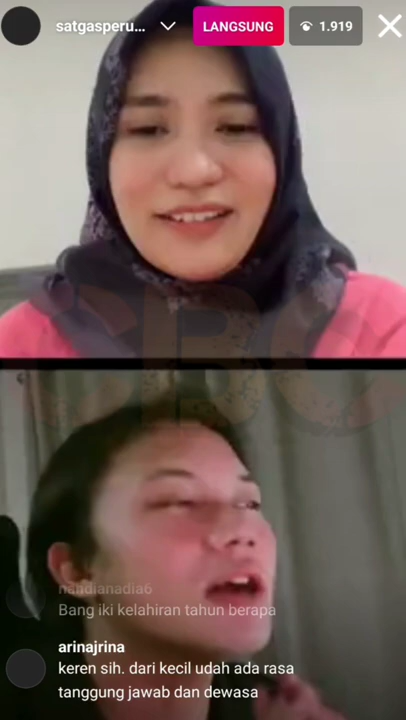 satgasperu...
LANGSUNG
1.919
CBC
nandianadia6
Bang iki kelahiran tahun berapa
arinajrina
keren sih. dari kecil udah ada rasa
tanggung jawab dan dewasa